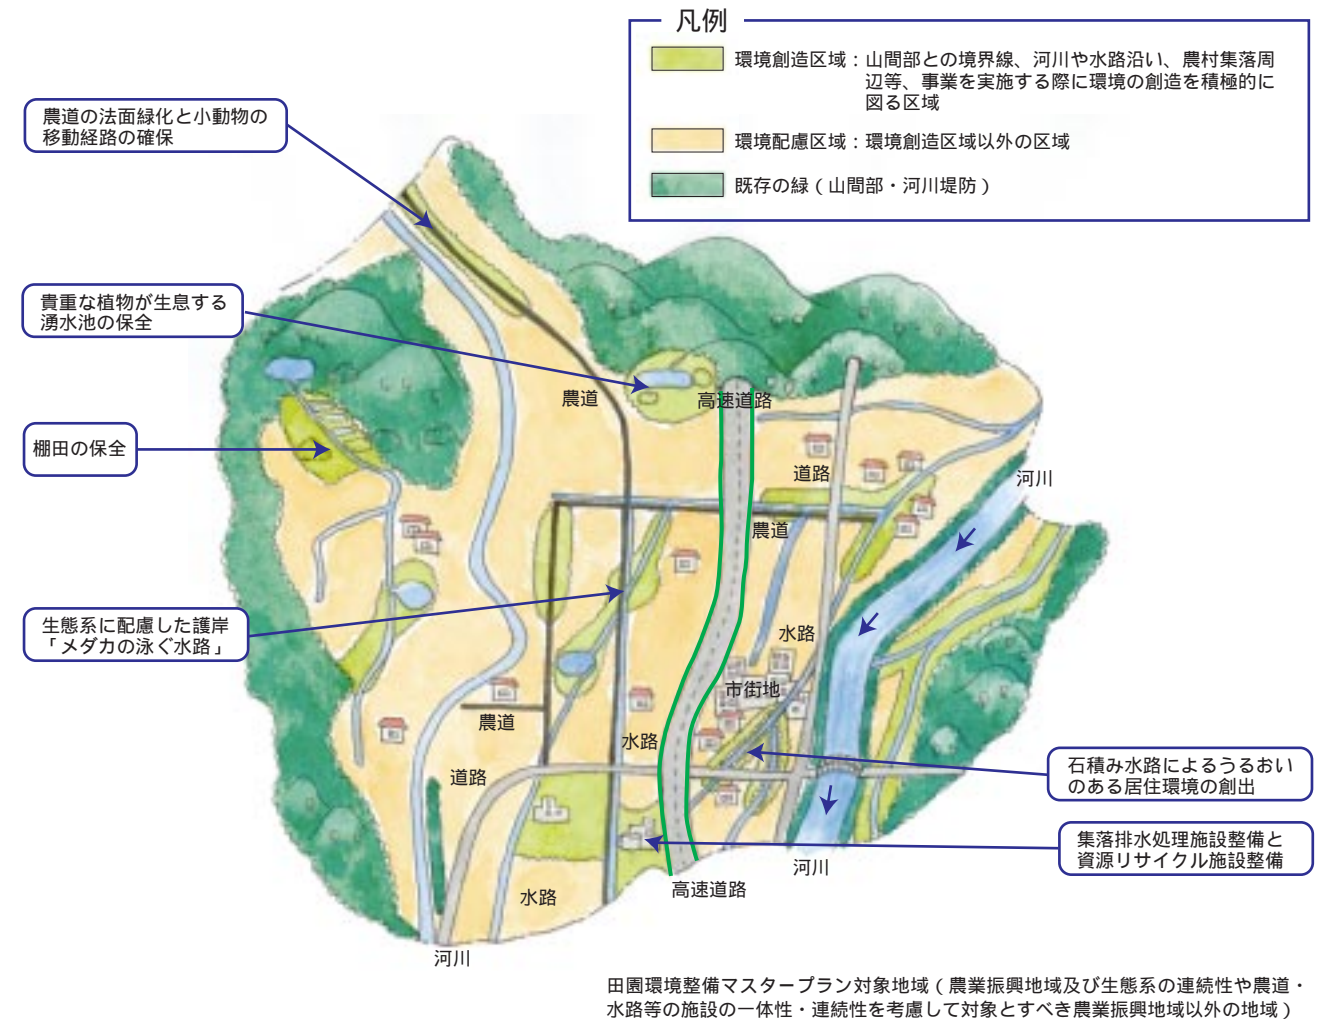 凡例
環境創造区域：山間部との境界線、河川や水路沿い、農村集落周
辺等、事業を実施する際に環境の創造を積極的に
図る区域
環境配慮区域：環境創造区域以外の区域
既存の緑（山間部・河川堤防）
農道の法面緑化と小動物の
移動経路の確保
貴重な植物が生息する
湧水池の保全
農道
高速道路
棚田の保全
道路
河川
農道
生態系に配慮した護岸
「メダカの泳ぐ水路」
水路
市街地
農道
水路
道路
石積み水路によるうるおい
のある居住環境の創出
集落排水処理施設整備と
資源リサイクル施設整備
河川
高速道路
水路
河川
田園環境整備マスタープラン対象地域（農業振興地域及び生態系の連続性や農道・
水路等の施設の一体性・連続性を考慮して対象とすべき農業振興地域以外の地域）